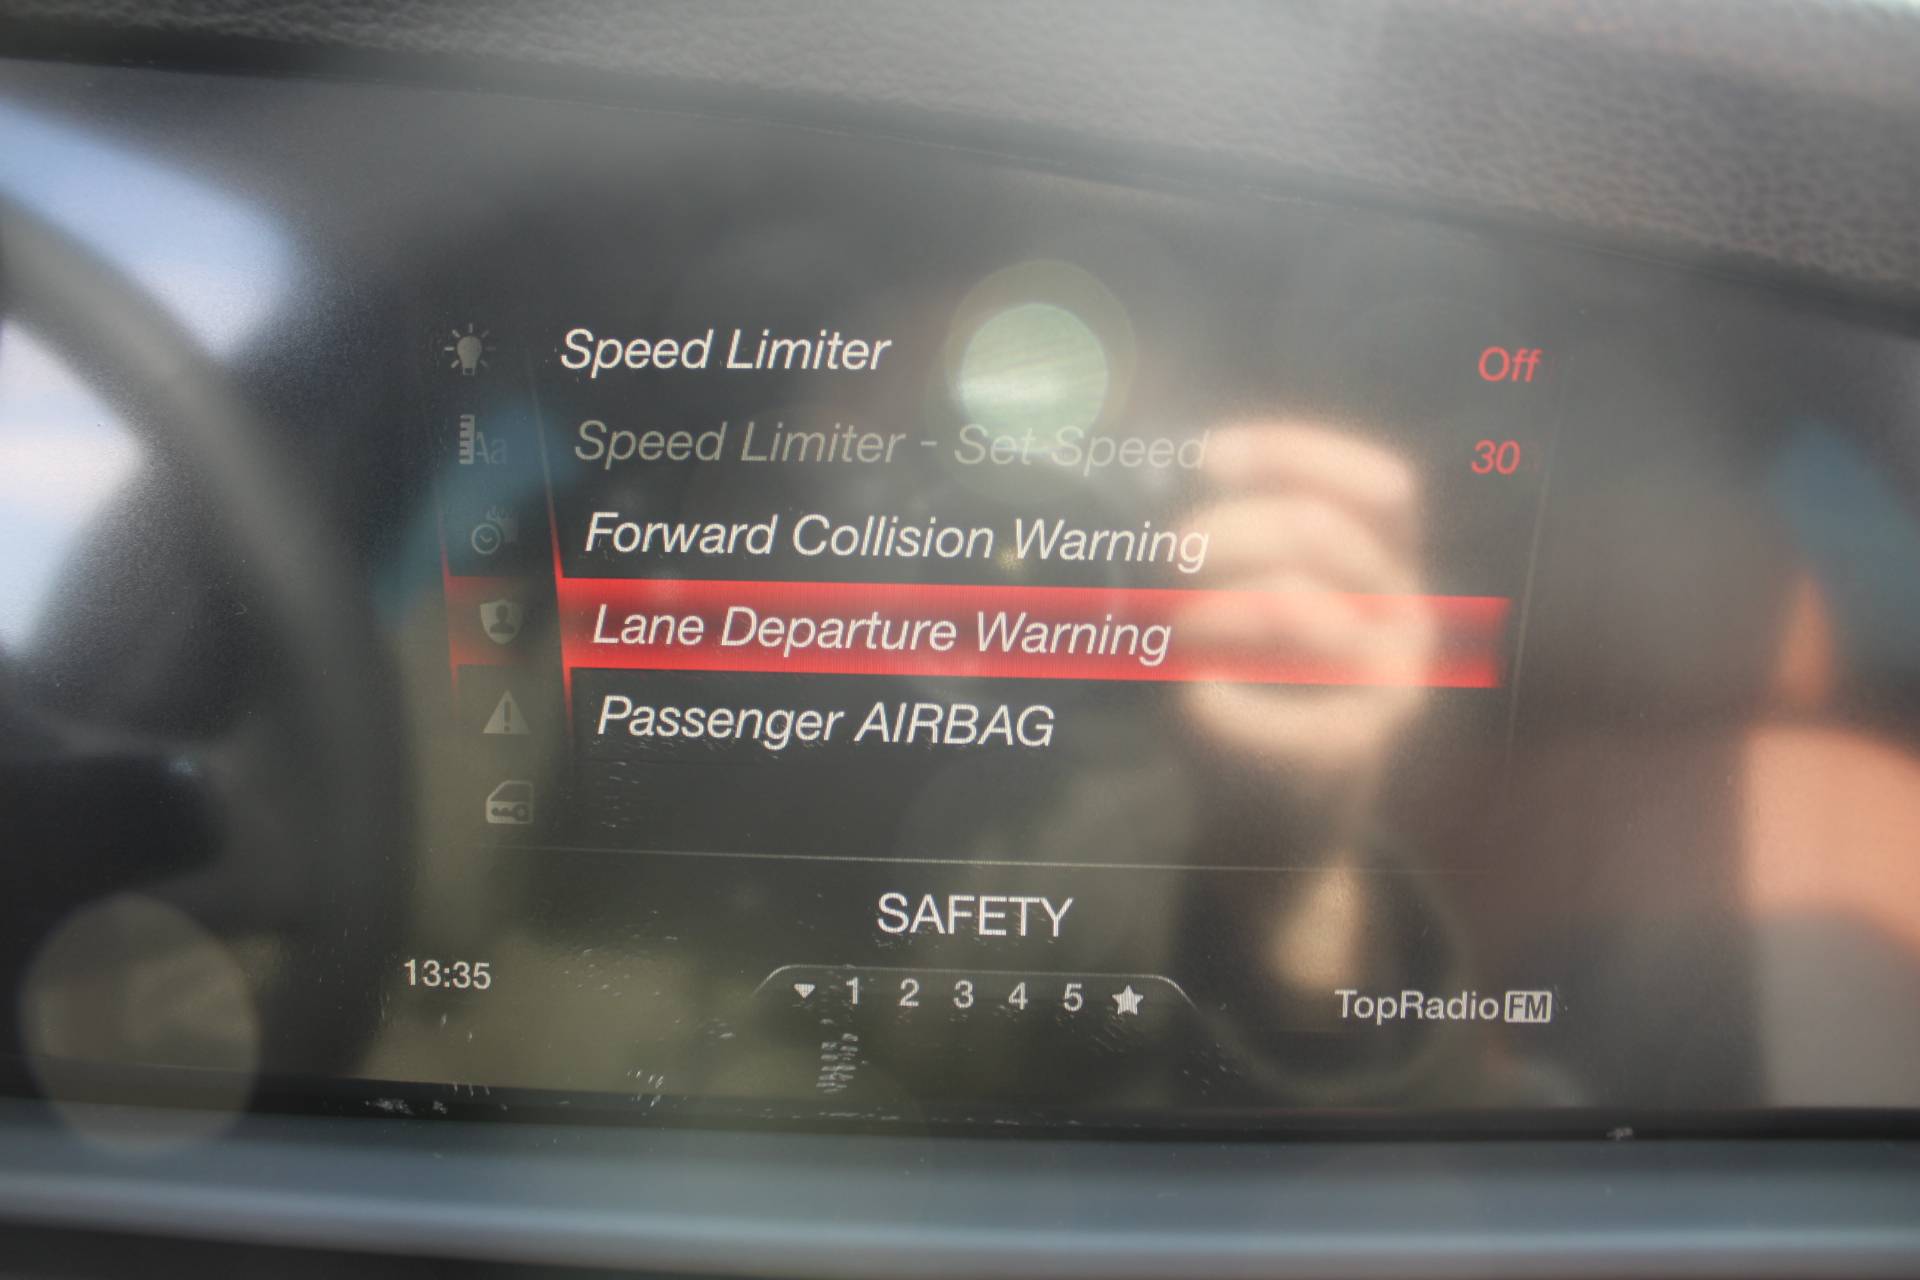 Speed Limiter Off
Aa Speed Limiter - Set Speed 30
Forward Collision Warning
Lane Departure Warning
Passenger AIRBAG
SAFETY
13:35 1 2 3 4 5 TopRadio FM